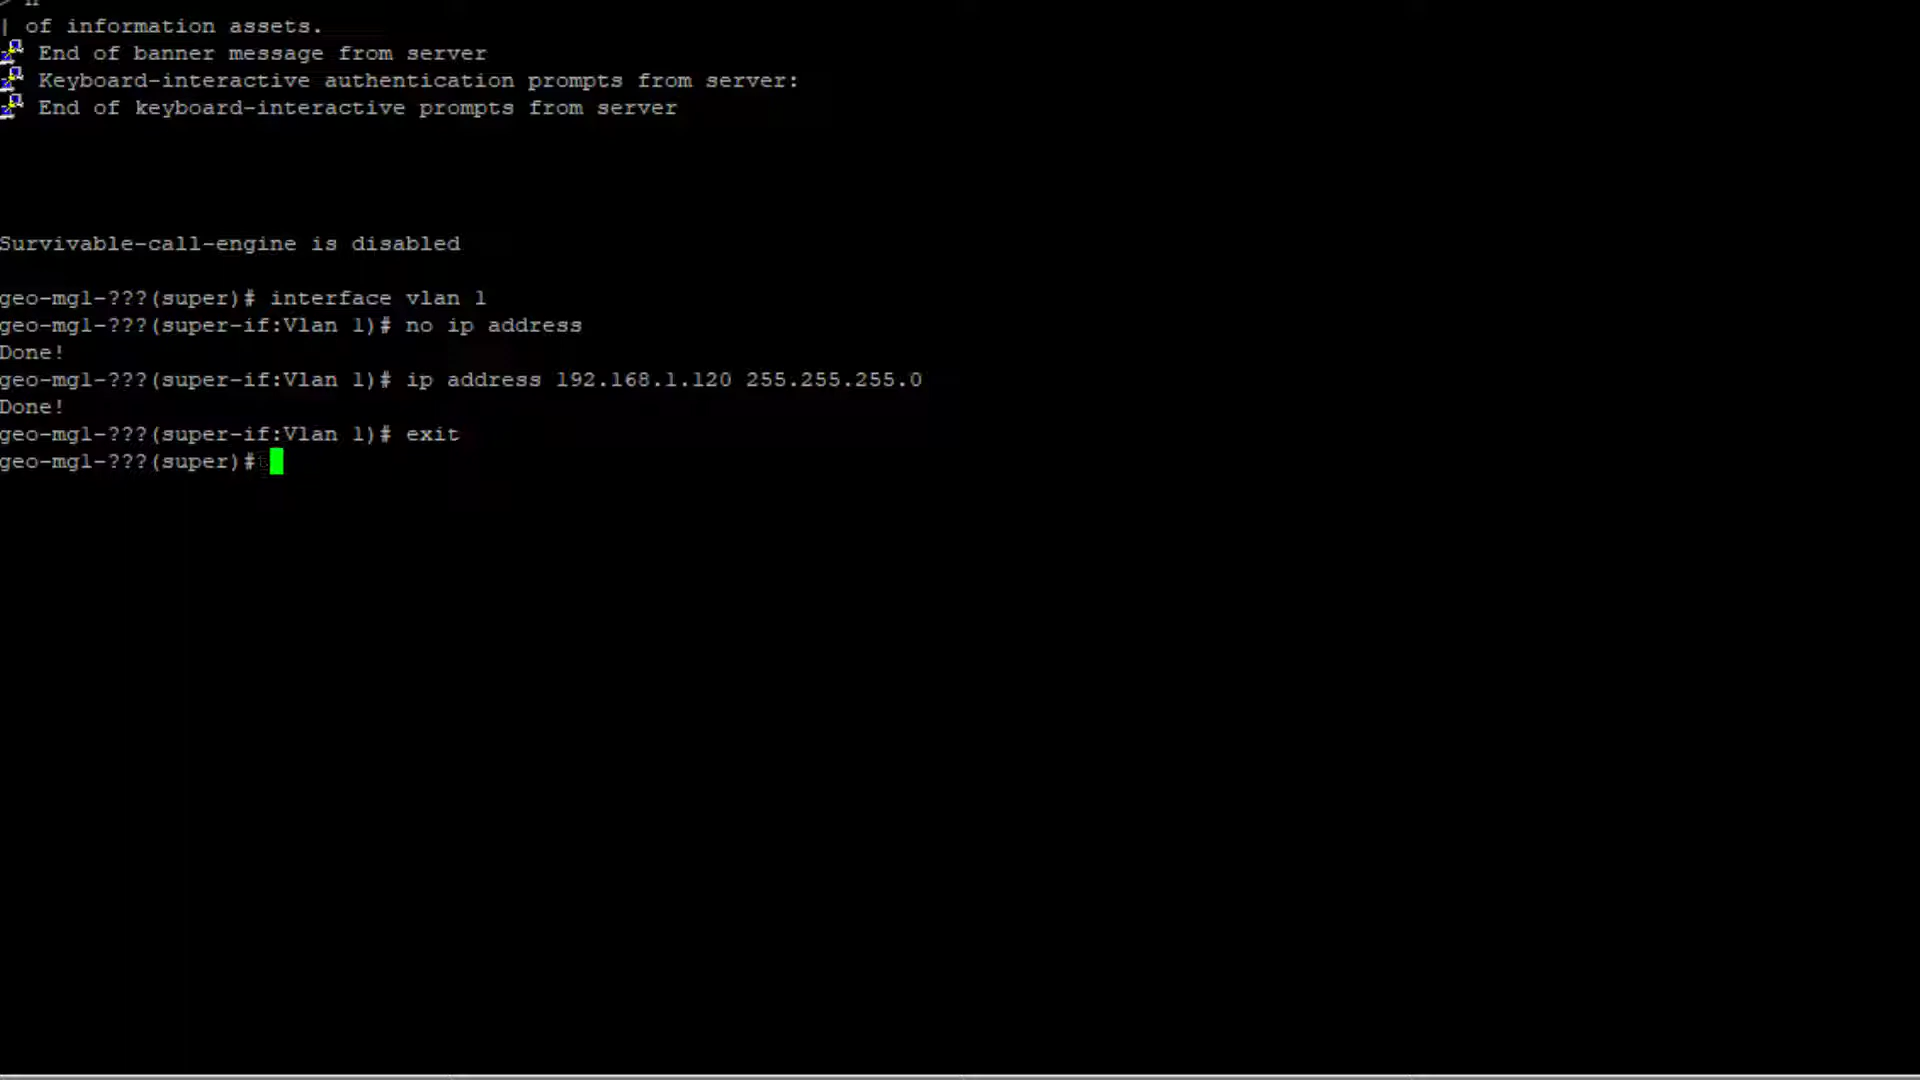 | of information assets.
End of banner message from server
Keyboard-interactive authentication prompts from server:
End of keyboard-interactive prompts from server
Survivable-call-engine is disabled
geo-mg1-???(super)# interface vlan 1
geo-mg1-???(super-if:Vlan 1)# no ip address
Done!
geo-mg1-???(super-if:Vlan 1)# ip address 192.168.1.120 255.255.255.0
Done!
geo-mg1-???(super-if:Vlan 1)# exit
geo-mg1-???(super)#